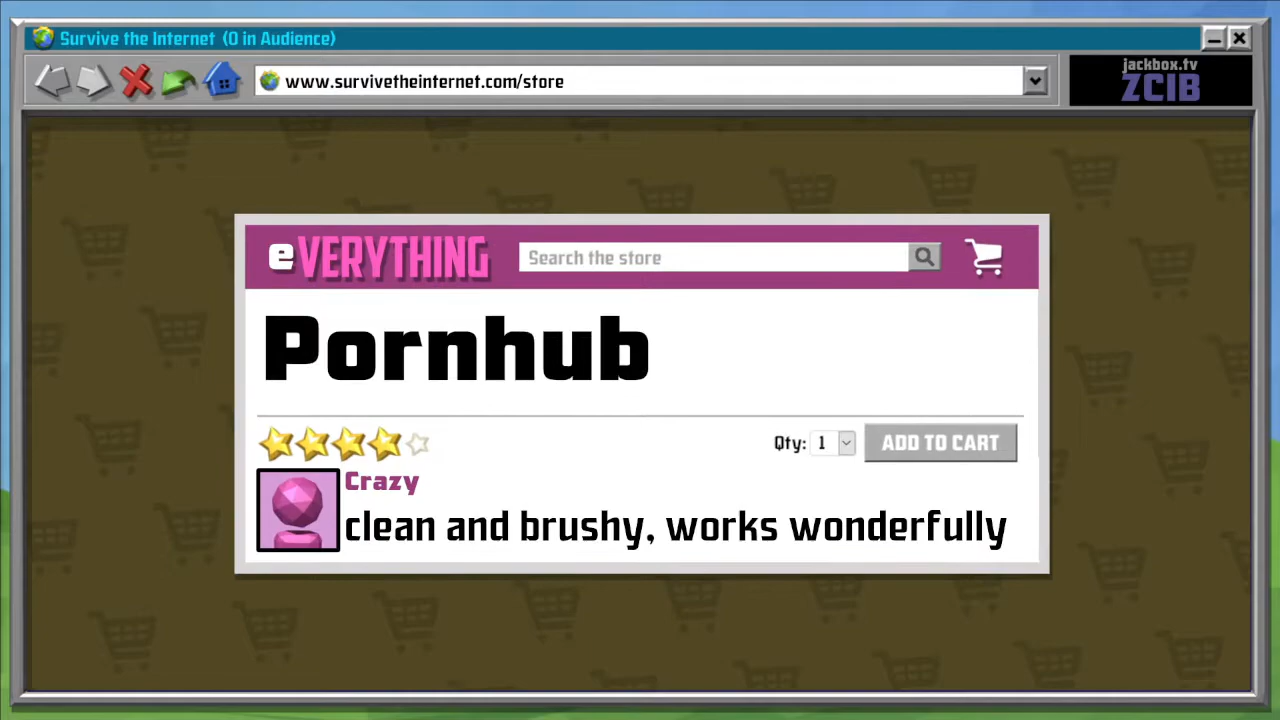 Survive the Internet (0 in Audience)
www.survivetheinternet.com/store
jackbox.tv
ZCIB
eVERYTHING
Search the store
Pornhub
Qty: 1
ADD TO CART
Crazy
clean and brushy, works wonderfully